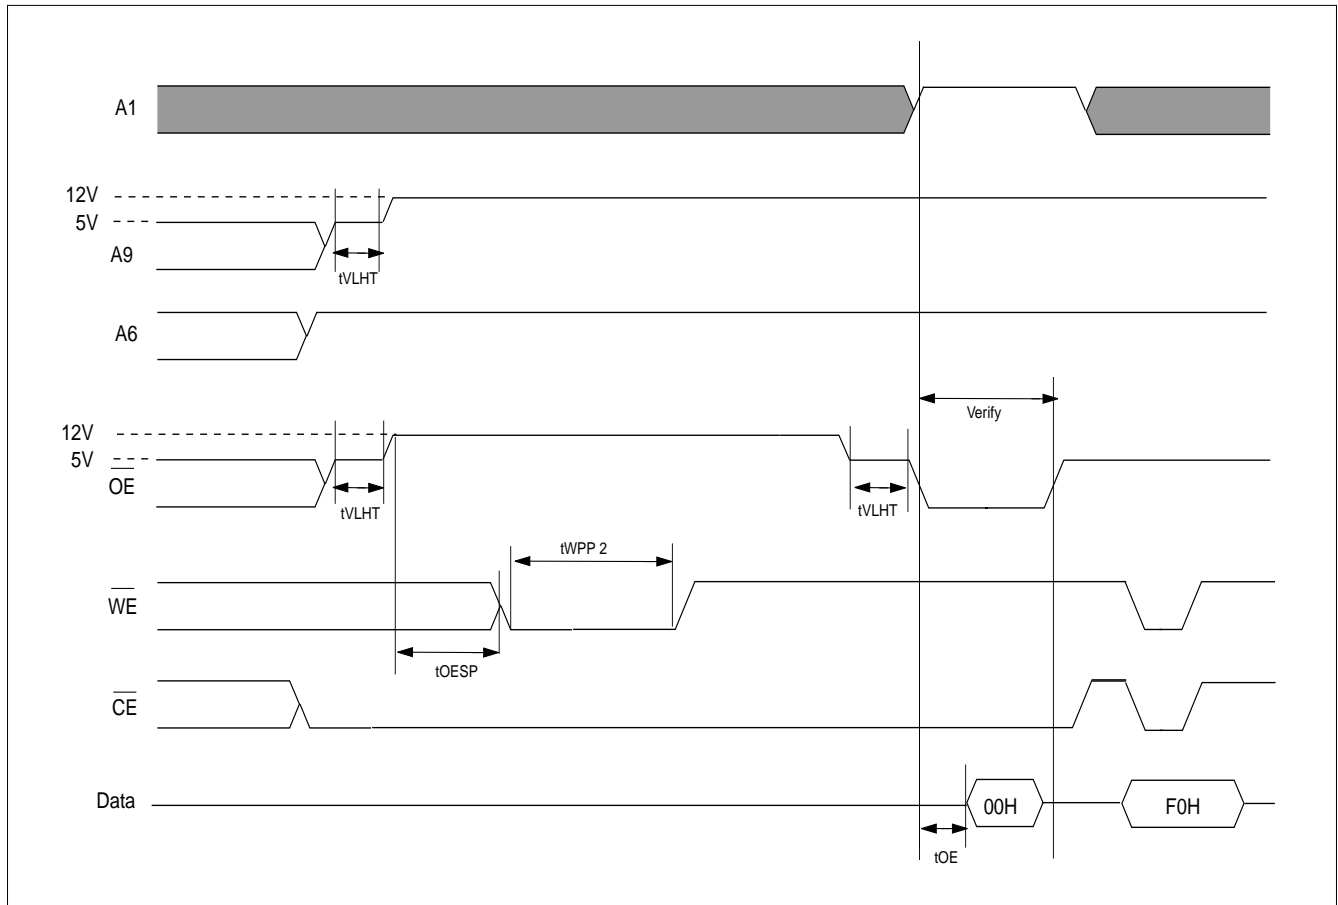 A1
12V
5V
A9
tVLHT
A6
Verify
12V
5V
OE
tVLHT
tVLHT
tWPP 2
WE
tOESP
CE
Data
00H
F0H
tOE